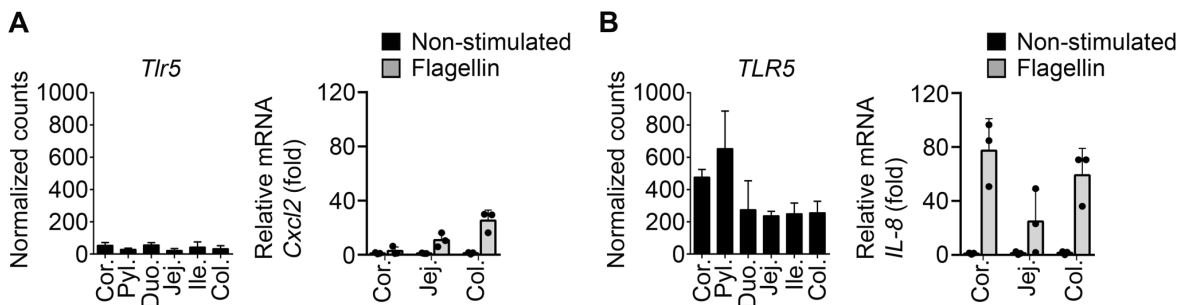 A
Tlr5
Normalized counts
1000
800
600
400
200
0
Cor.
Pyl.
Duo.
Jej.
Ile.
Col.
Non-stimulated
Flagellin
Relative mRNA
Cxcl2 (fold)
120
80
40
0
Cor.
Jej.
Col.
B
TLR5
Normalized counts
1000
800
600
400
200
0
Cor.
Pyl.
Duo.
Jej.
Ile.
Col.
Non-stimulated
Flagellin
Relative mRNA
IL-8 (fold)
120
80
40
0
Cor.
Jej.
Col.